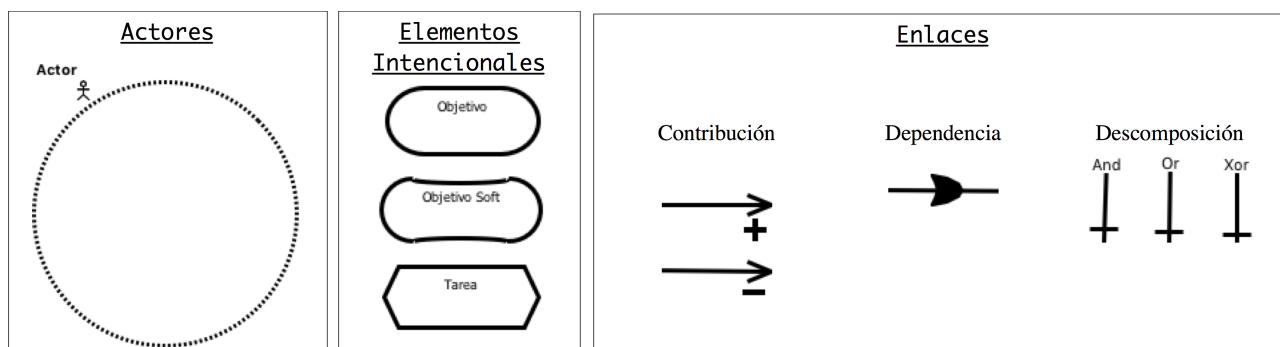 Actores
Actor
Elementos
Intencionales
Objetivo
Objetivo Soft
Tarea
Enlaces
Contribución
+
−
Dependencia
Descomposición
And Or Xor